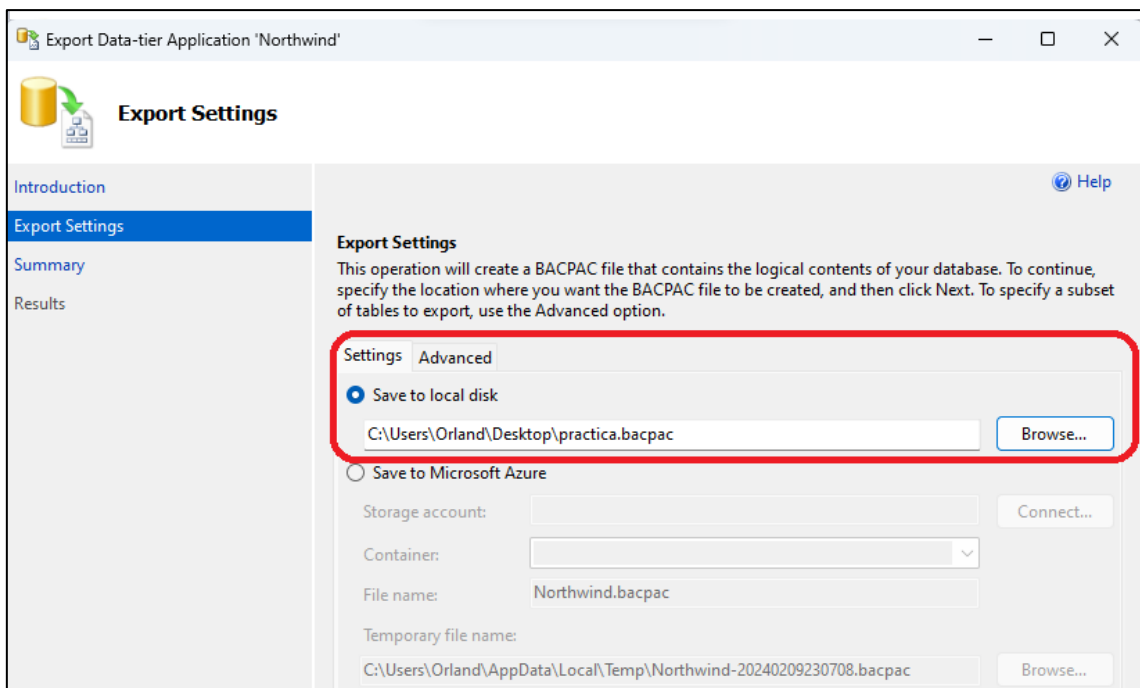 Export Data-tier Application 'Northwind'
Export Settings
Introduction
Export Settings
Summary
Results
Help
Export Settings
This operation will create a BACPAC file that contains the logical contents of your database. To continue,
specify the location where you want the BACPAC file to be created, and then click Next. To specify a subset
of tables to export, use the Advanced option.
Settings Advanced
Save to local disk
C:\Users\Orland\Desktop\practica.bacpac Browse...
Save to Microsoft Azure
Storage account: Connect...
Container:
File name: Northwind.bacpac
Temporary file name:
C:\Users\Orland\AppData\Local\Temp\Northwind-20240209230708.bacpac Browse...